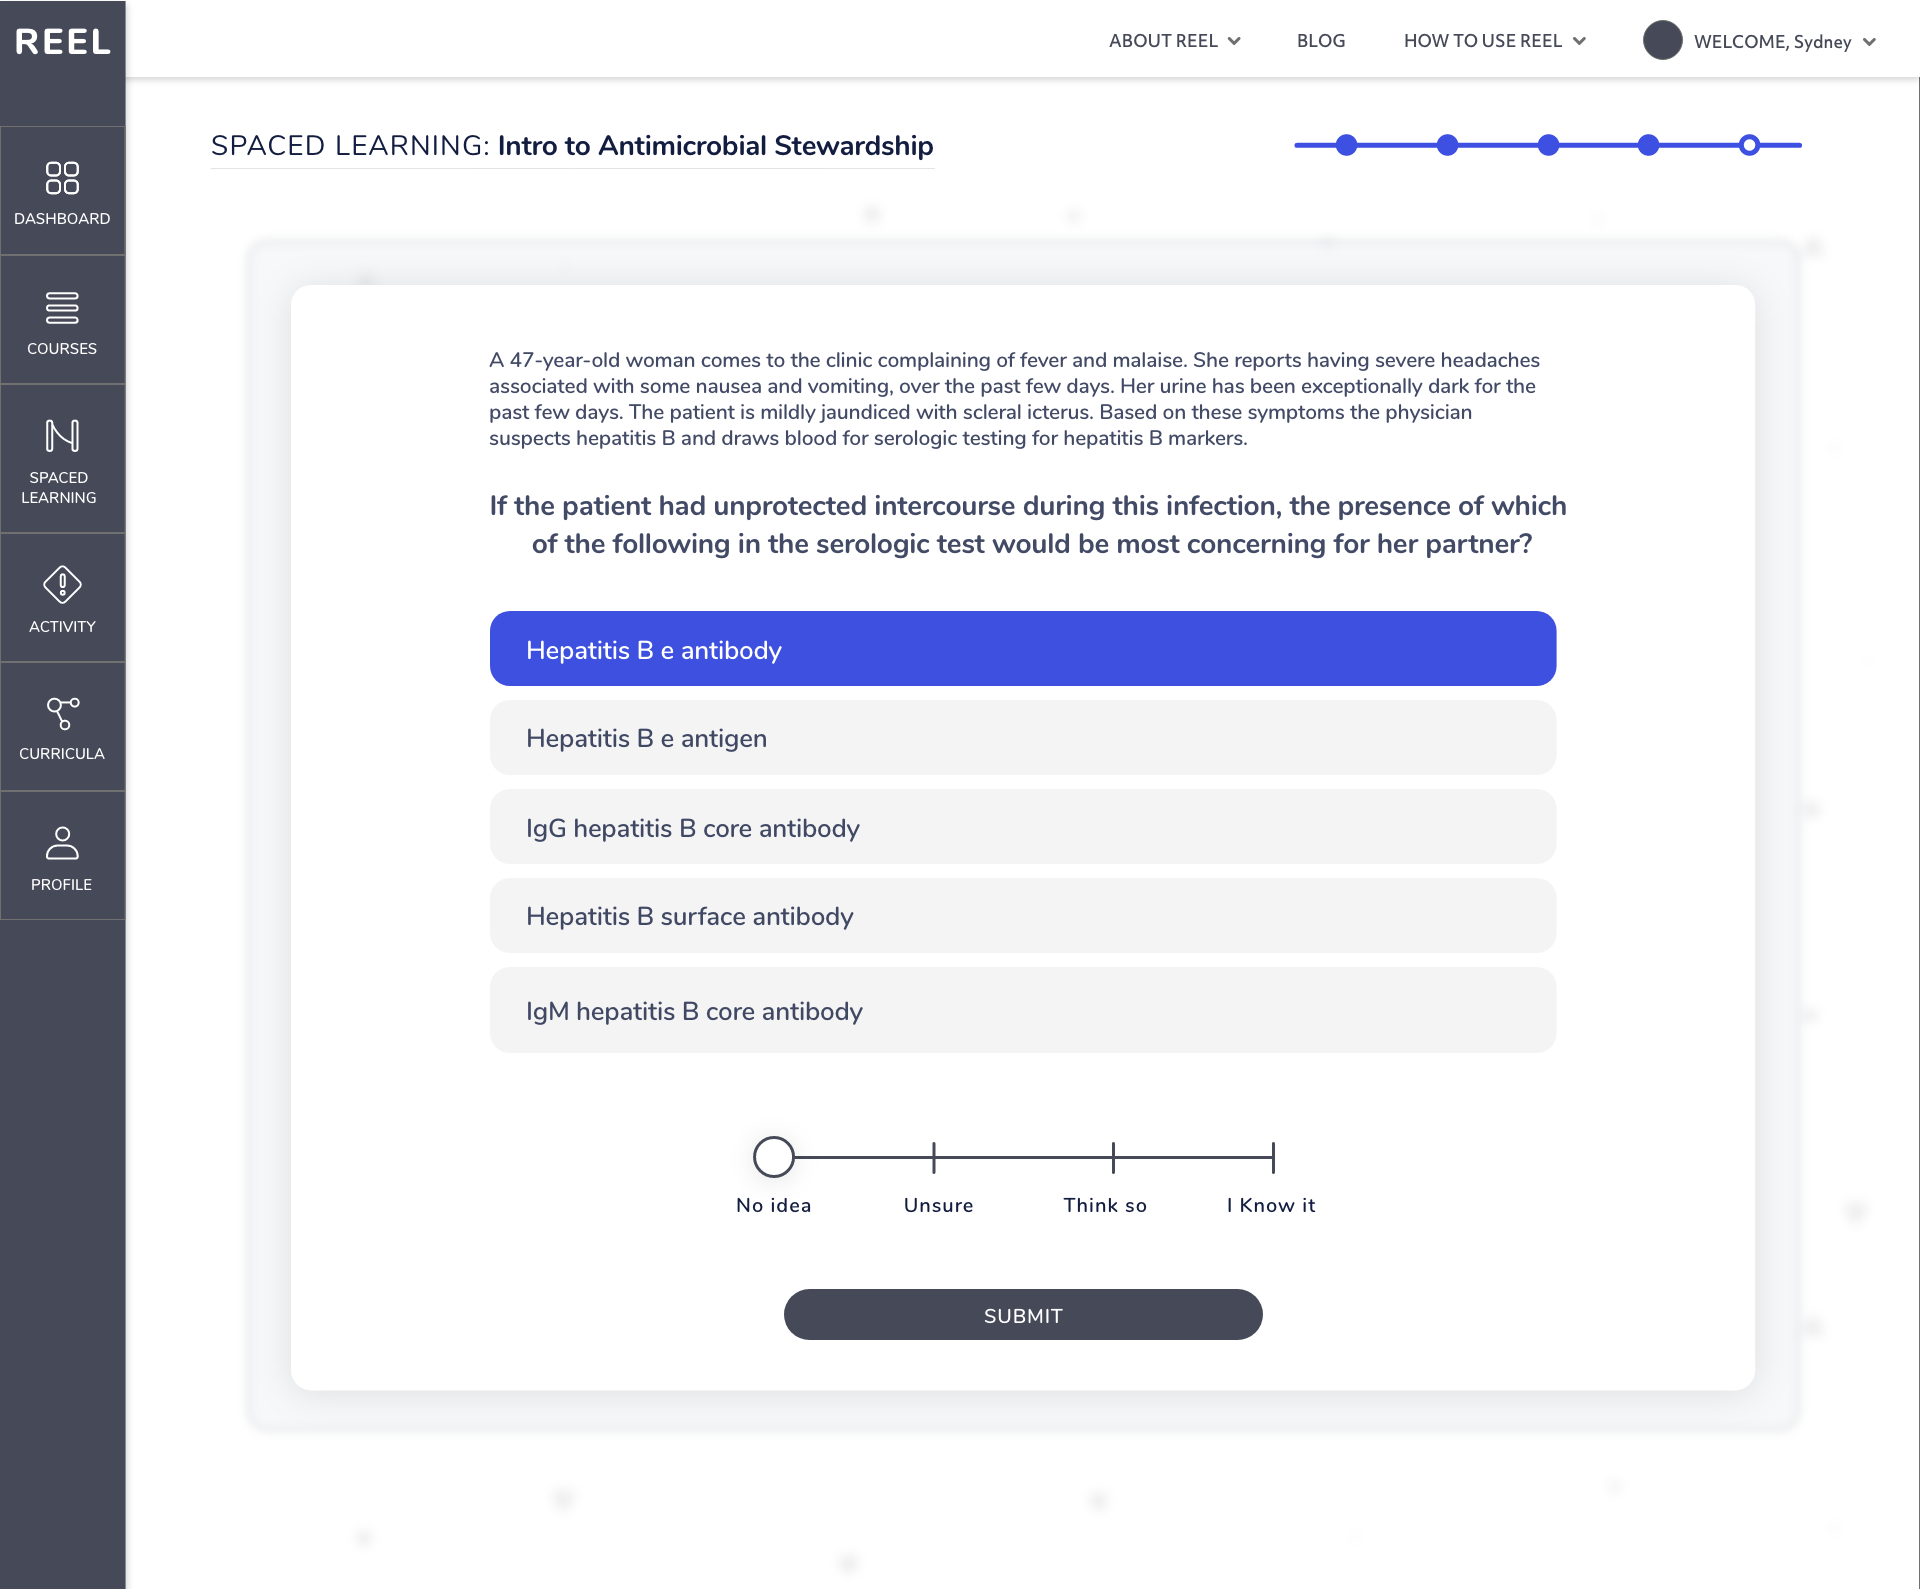 REEL
ABOUT REEL
BLOG
HOW TO USE REEL
WELCOME, Sydney
DASHBOARD
COURSES
SPACED
LEARNING
ACTIVITY
CURRICULA
PROFILE
SPACED LEARNING: Intro to Antimicrobial Stewardship
A 47-year-old woman comes to the clinic complaining of fever and malaise. She reports having severe headaches
associated with some nausea and vomiting, over the past few days. Her urine has been exceptionally dark for the
past few days. The patient is mildly jaundiced with scleral icterus. Based on these symptoms the physician
suspects hepatitis B and draws blood for serologic testing for hepatitis B markers.
If the patient had unprotected intercourse during this infection, the presence of which
of the following in the serologic test would be most concerning for her partner?
Hepatitis B e antibody
Hepatitis B e antigen
IgG hepatitis B core antibody
Hepatitis B surface antibody
IgM hepatitis B core antibody
No idea
Unsure
Think so
I Know it
SUBMIT